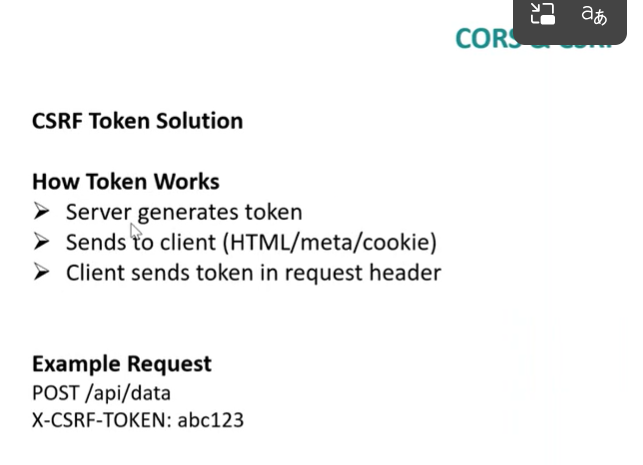 CORS
CSRF Token Solution
How Token Works
➤ Server generates token
➤ Sends to client (HTML/meta/cookie)
➤ Client sends token in request header
Example Request
POST /api/data
X-CSRF-TOKEN: abc123